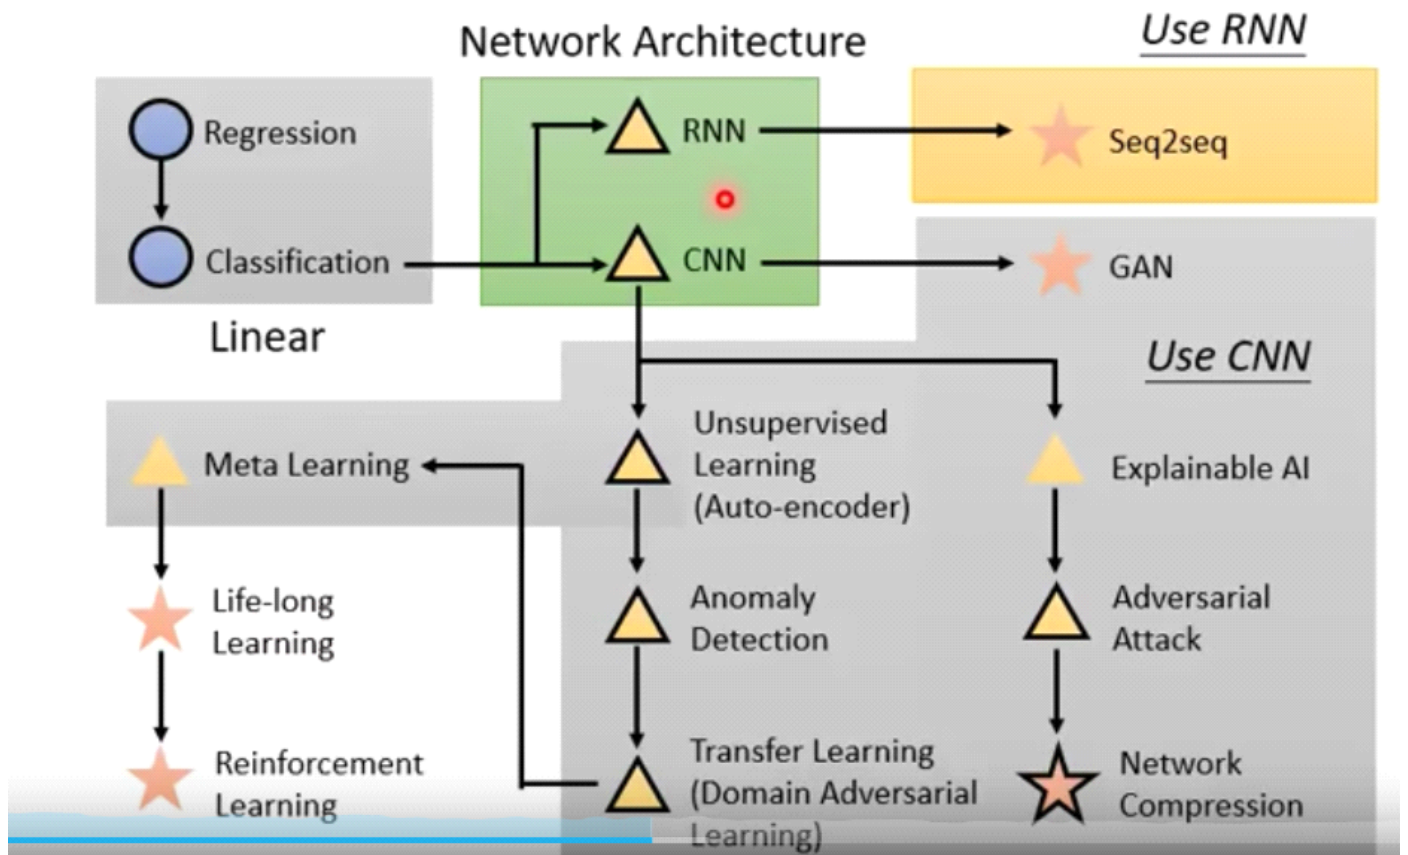 Network Architecture
Use RNN
Regression
RNN
Seq2seq
Classification
CNN
GAN
Linear
Use CNN
Meta Learning
Unsupervised
Learning
(Auto-encoder)
Explainable AI
Life-long
Learning
Anomaly
Detection
Adversarial
Attack
Reinforcement
Learning
Transfer Learning
(Domain Adversarial
Learning)
Network
Compression